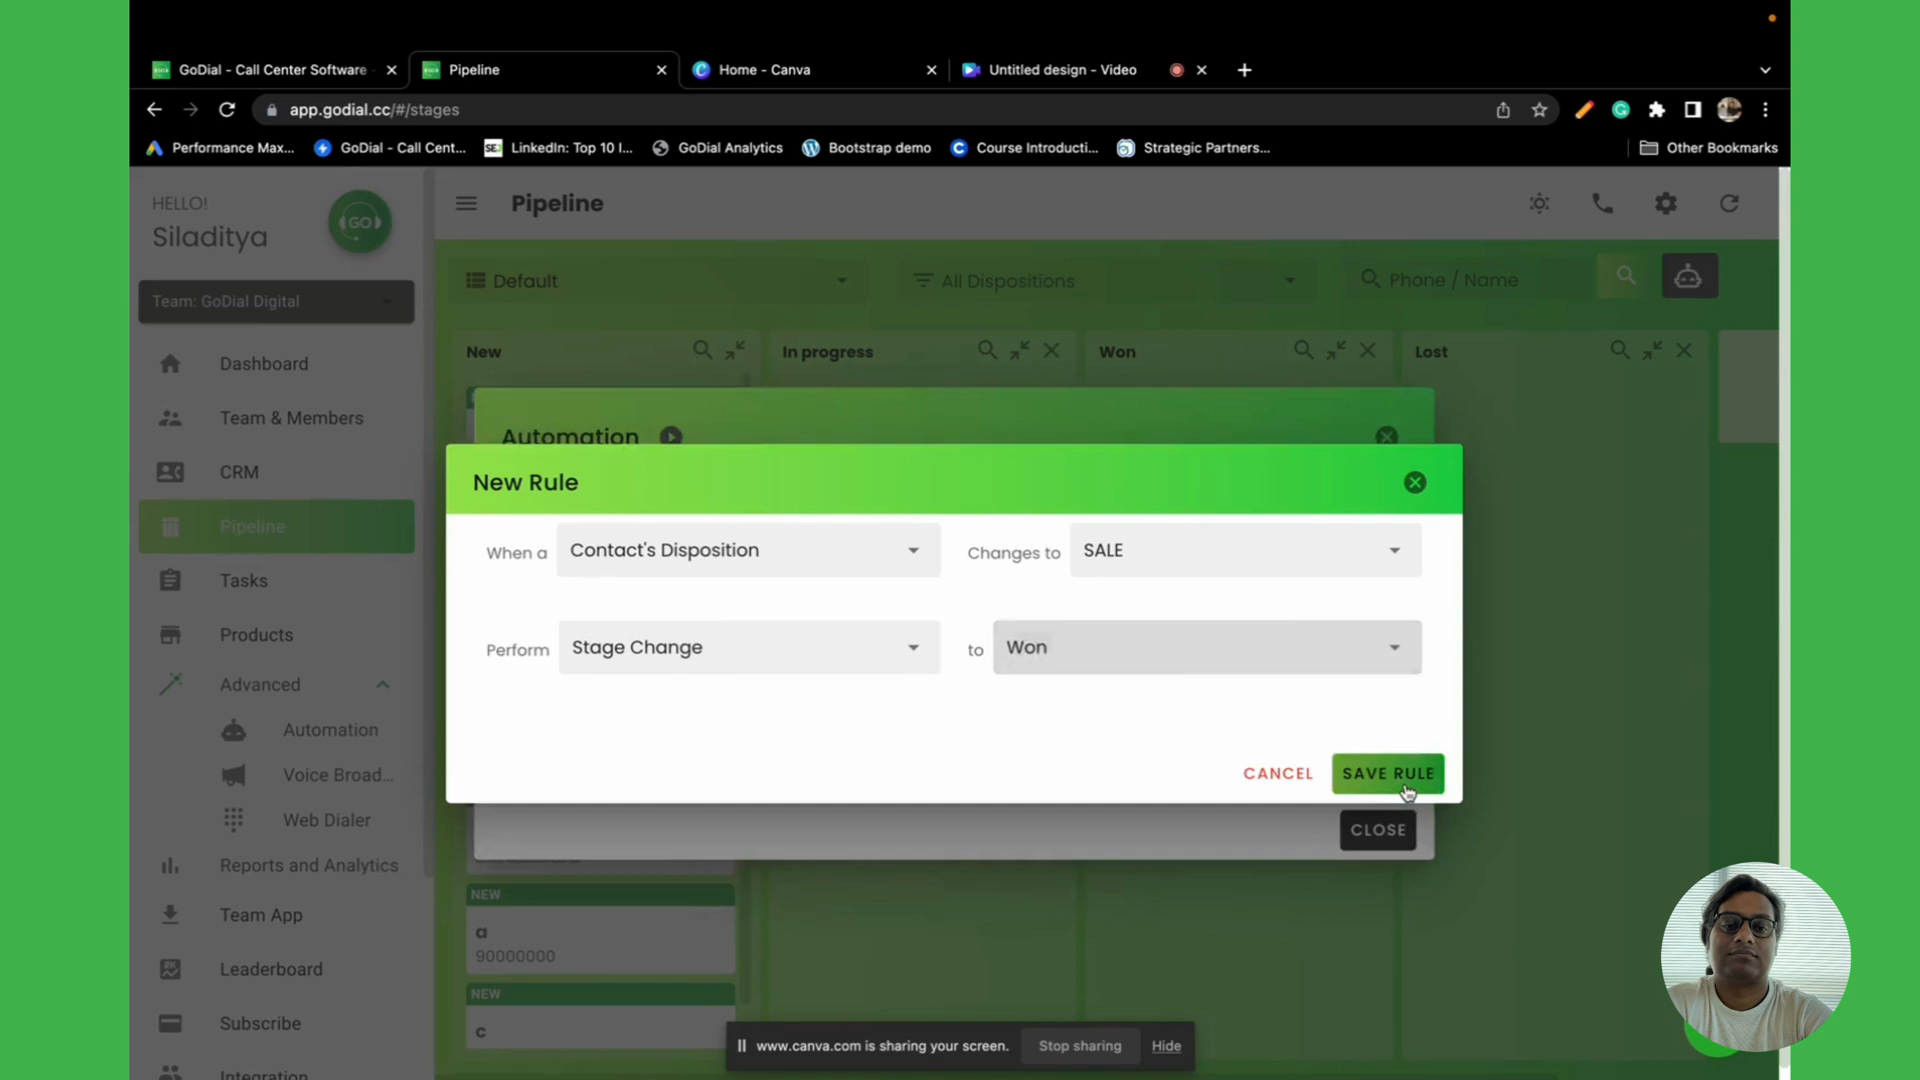 GoDial - Call Center Software
Pipeline
Home - Canva
Untitled design - Video
app.godial.cc/#/stages
Performance Max...
GoDial - Call Cent...
LinkedIn: Top 10 I...
GoDial Analytics
Bootstrap demo
Course Introducti...
Strategic Partners...
Other Bookmarks
HELLO!
Siladitya
GO
Team: GoDial Digital
Dashboard
Team & Members
CRM
Pipeline
Tasks
Products
Advanced
Automation
Voice Broad...
Web Dialer
Reports and Analytics
Team App
Leaderboard
Subscribe
Integration
Pipeline
Default
All Dispositions
Phone / Name
New
In progress
Won
Lost
Automation
New Rule
When a
Contact's Disposition
Changes to
SALE
Perform
Stage Change
to
Won
CANCEL
SAVE RULE
CLOSE
NEW
a
90000000
NEW
c
www.canva.com is sharing your screen.
Stop sharing
Hide